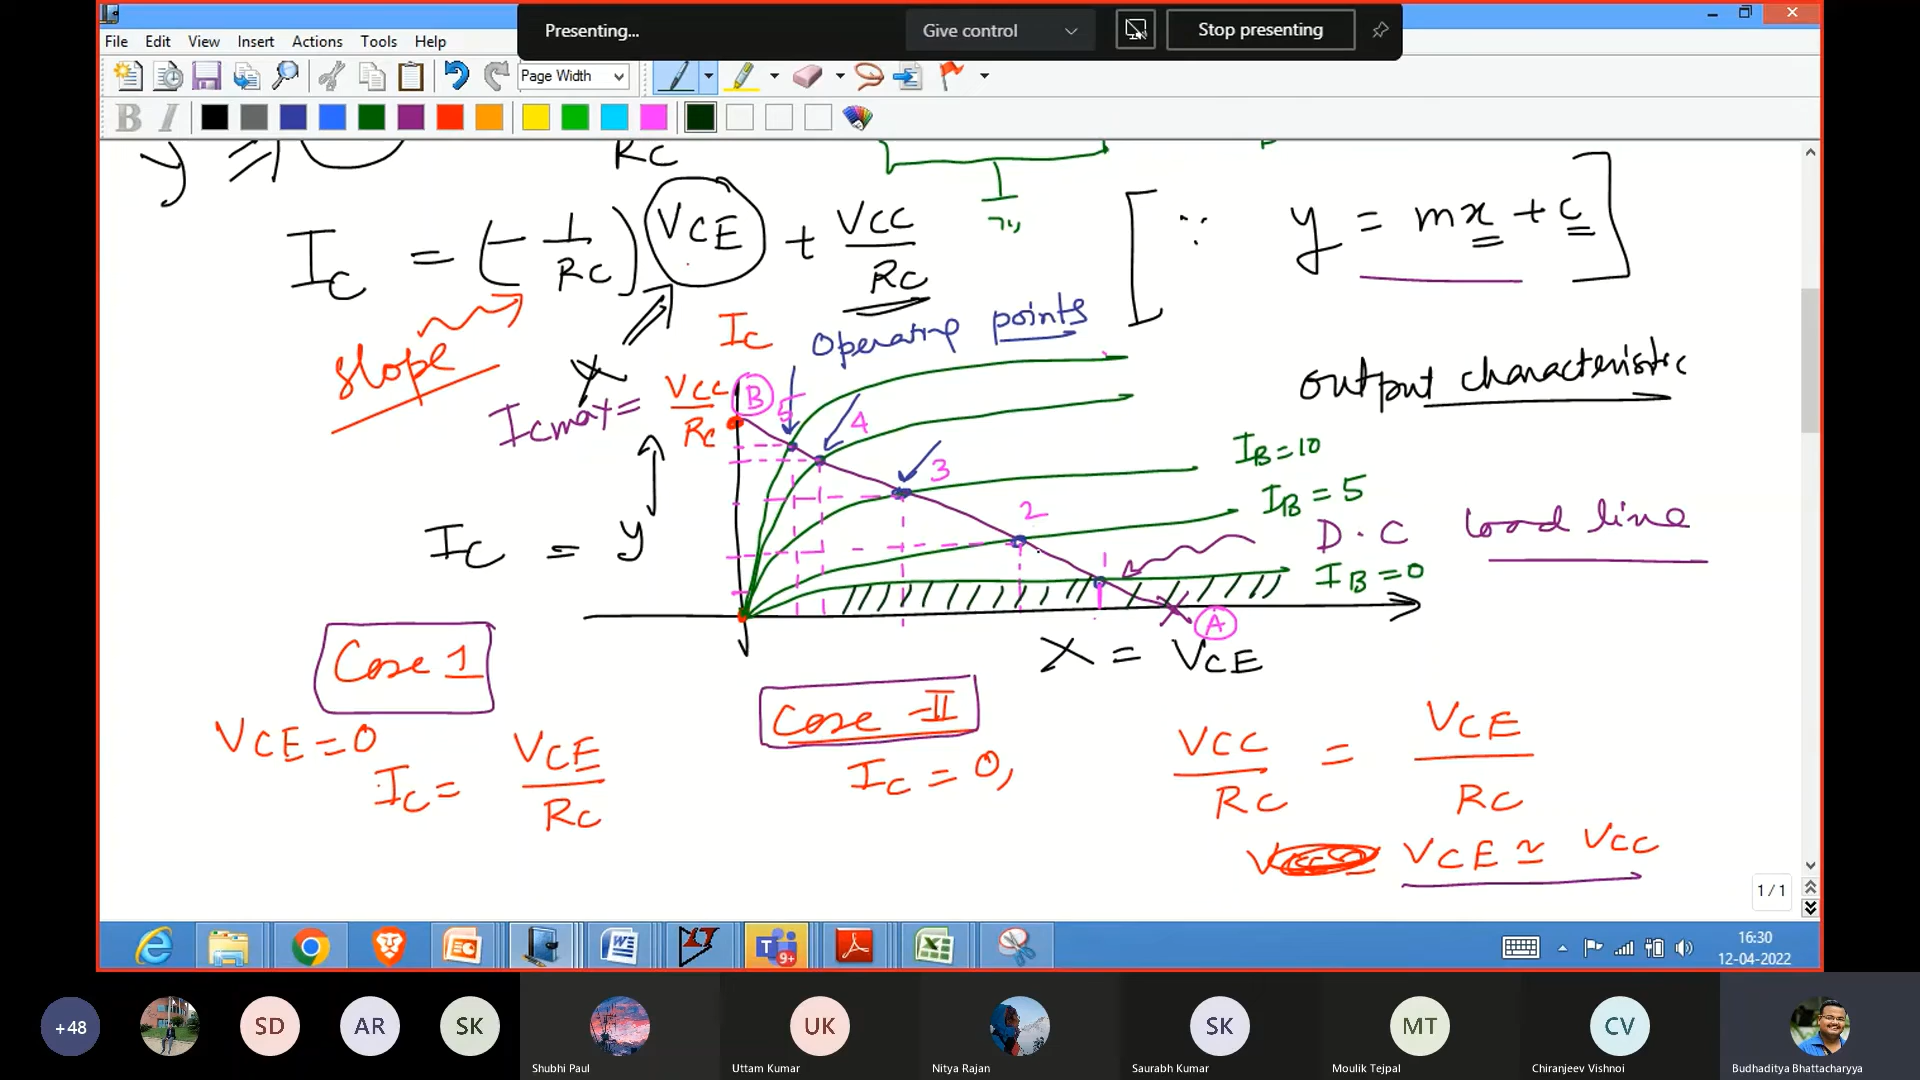 Presenting...
Give control
Stop presenting
File Edit View Insert Actions Tools Help
Page Width
B I
y RC
IC = (- 1/RC) VCE + VCC/RC
[∵ y = mx + c]
slope
x
IC
operating points
output characteristic
ICmax = VCC/RC
B
5
4
3
2
1
IB = 10
IB = 5
D.C load line
IB = 0
IC = y
A
X = VCE
Case 1
VCE = 0
IC = VCE/RC
Case -II
IC = 0,
VCC/RC = VCE/RC
VCE ≃ VCC
1 / 1
9+
16:30
12-04-2022
+48
SD
AR
SK
UK
SK
MT
CV
Shubhi Paul
Uttam Kumar
Nitya Rajan
Saurabh Kumar
Moulik Tejpal
Chiranjeev Vishnoi
Budhaditya Bhattacharyya